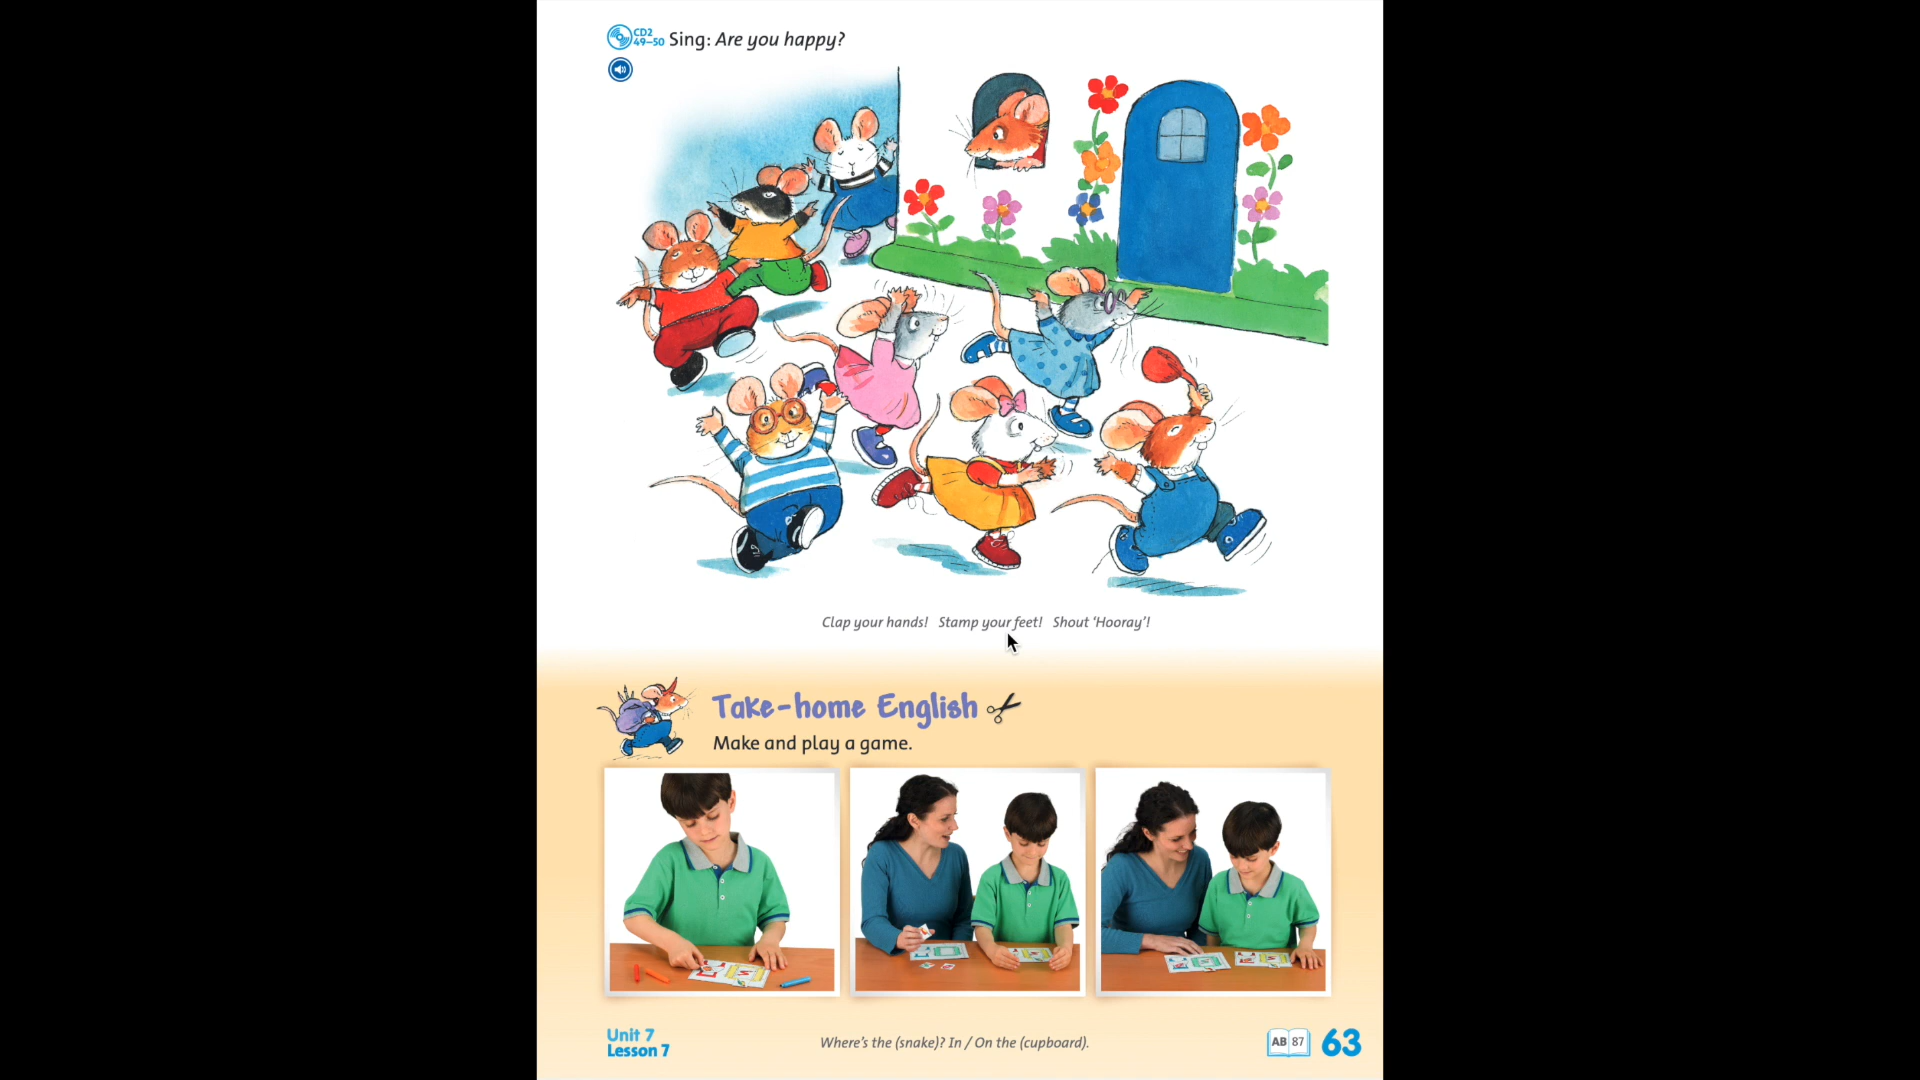 CD2
49–50
Sing: Are you happy?
Clap your hands! Stamp your feet! Shout ‘Hooray’!
Take-home English
Make and play a game.
Unit 7
Lesson 7
Where's the (snake)? In / On the (cupboard).
AB 87
63